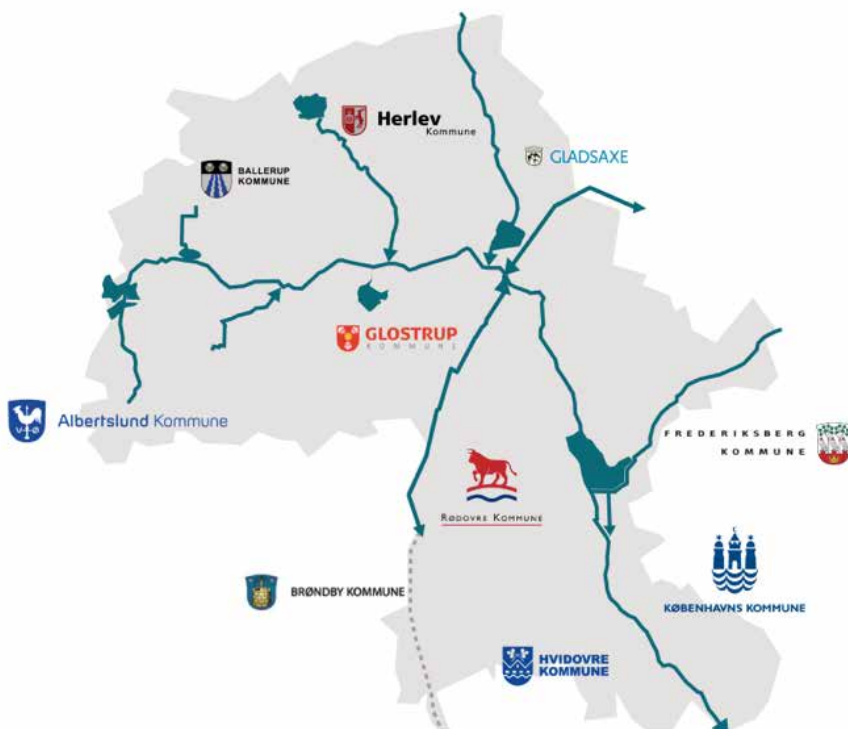 Herlev
Kommune
GLADSAXE
BALLERUP
KOMMUNE
GLOSTRUP
KOMMUNE
Albertslund Kommune
FREDERIKSBERG
KOMMUNE
RØDOVRE KOMMUNE
BRØNDBY KOMMUNE
KØBENHAVNS KOMMUNE
HVIDOVRE
KOMMUNE